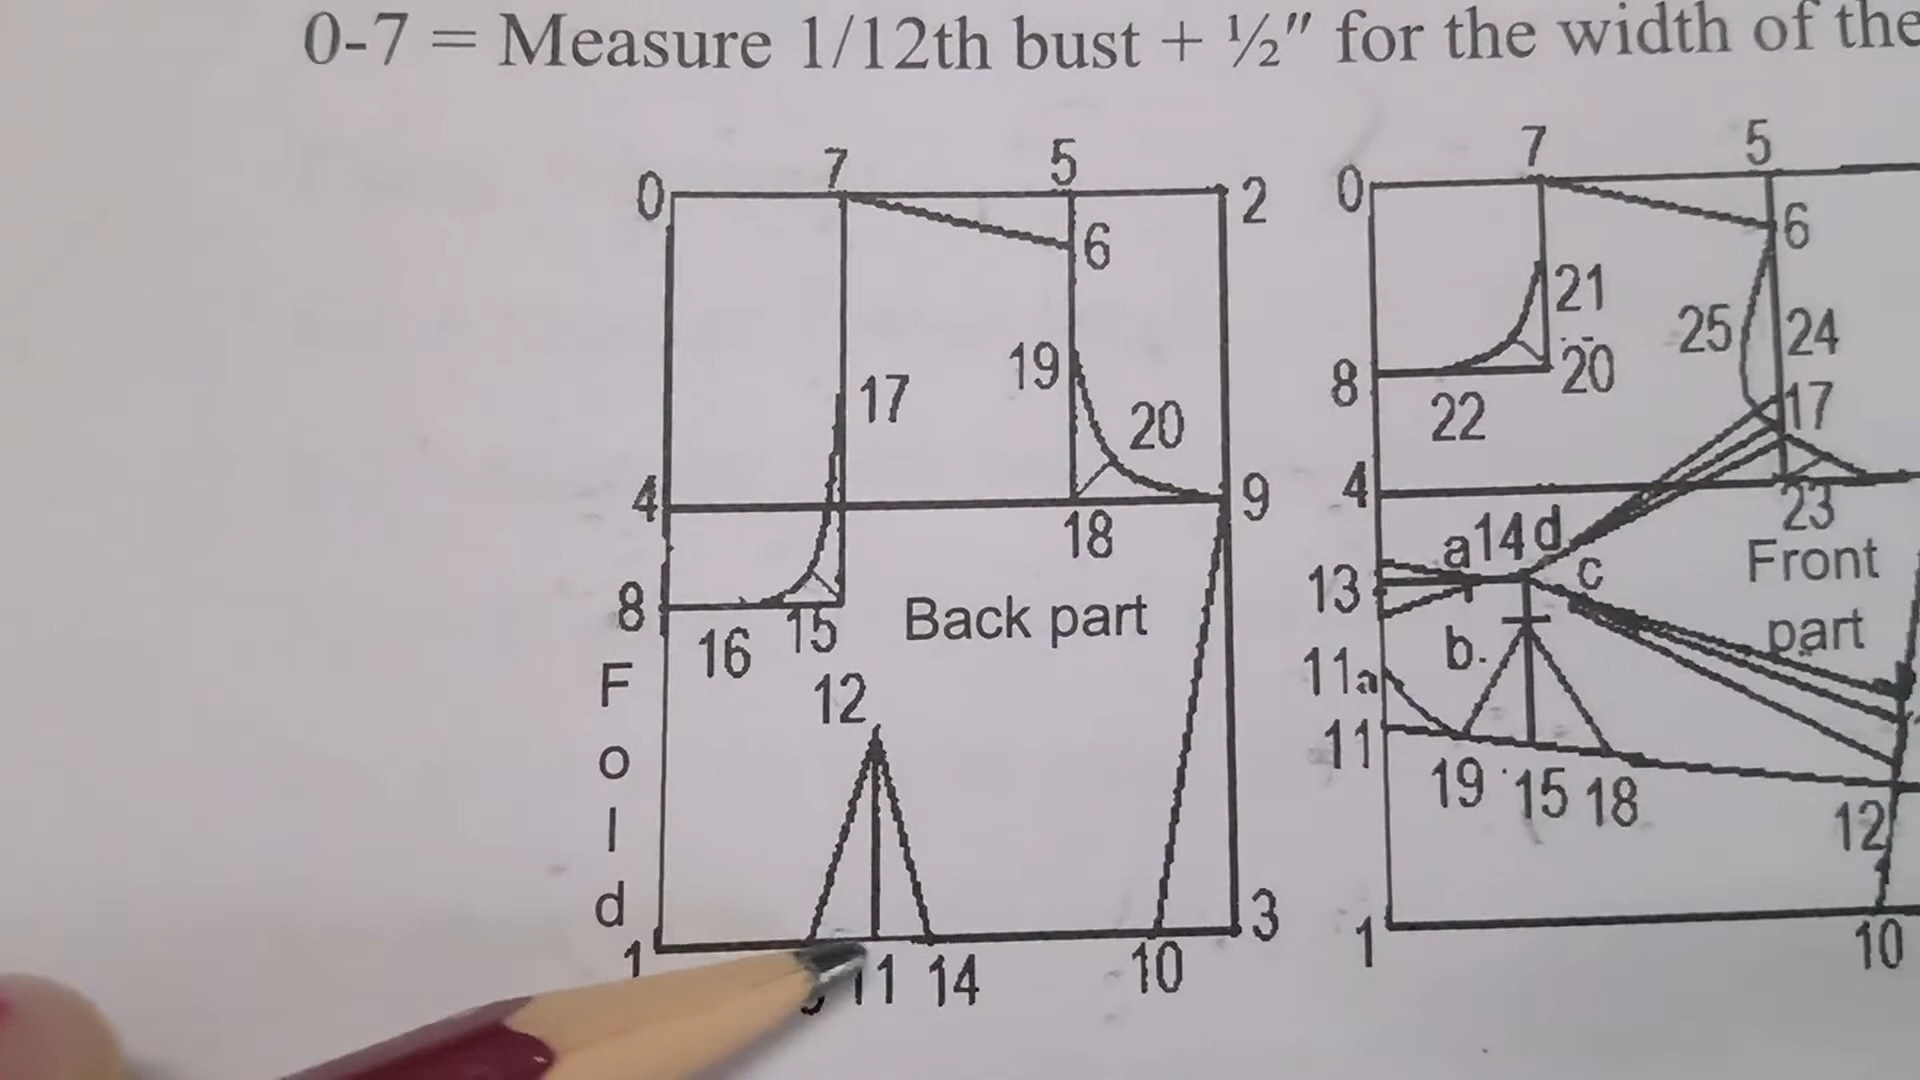 0-7 = Measure 1/12th bust + ½" for the width of the
7 5
0 2
6
19 17
20
4 9
18
8 Back part
16 15
12
F
o
l
d
3
1 11 14 10
7 5
0
6
21
25 24
20
8 17
22
4
23
a 14 d
13 c Front
b. part
11a
11
19 15 18
12
1 10